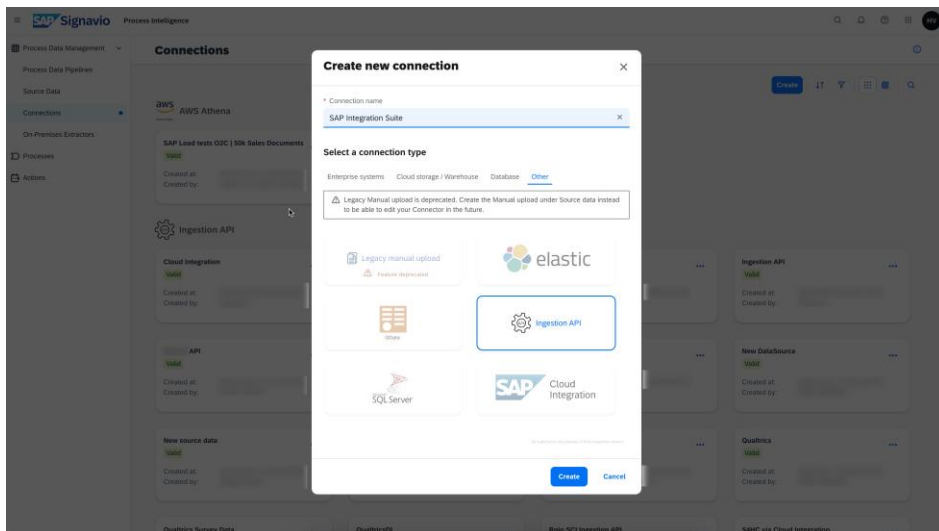 SAP Signavio Process Intelligence
HV
Process Data Management
Process Data Pipelines
Source Data
Connections
On Premises Extractors
Processes
Actions
Connections
Create
aws AWS Athena
SAP Load tests O2C | 50k Sales Documents
Valid
Created at:
Created by:
Ingestion API
Cloud Integration
Valid
Created at:
Created by:
API
Valid
Created at:
Created by:
New source data
Valid
Created at:
Created by:
Qualtrics Survey Data
QualtricsDI
Create new connection
* Connection name
SAP Integration Suite
Select a connection type
Enterprise systems Cloud storage / Warehouse Database Other
Legacy Manual upload is deprecated. Create the Manual upload under Source data instead
to be able to edit your Connector in the future.
Legacy manual upload
Feature deprecated
elastic
Ingestion API
SQL Server
SAP Cloud
Integration
Create Cancel
Ingestion API
Valid
Created at:
Created by:
New DataSource
Valid
Created at:
Created by:
Qualtrics
Valid
Created at:
Created by:
S4HC via Cloud Integration